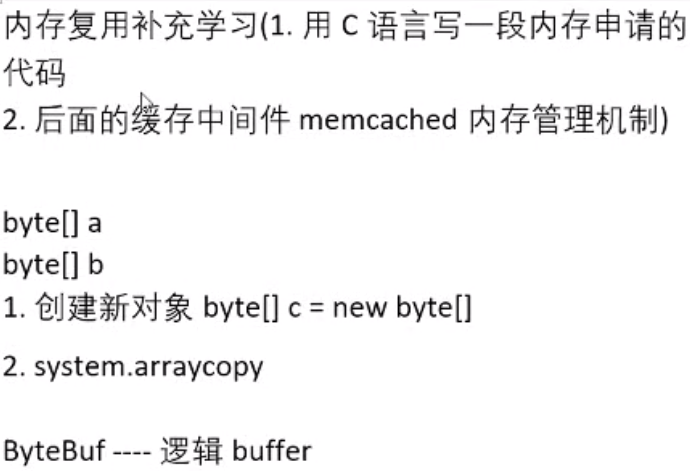 内存复用补充学习(1. 用 C 语言写一段内存申请的
代码
2. 后面的缓存中间件 memcached 内存管理机制)
byte[] a
byte[] b
1. 创建新对象 byte[] c = new byte[]
2. system.arraycopy
ByteBuf ---- 逻辑 buffer